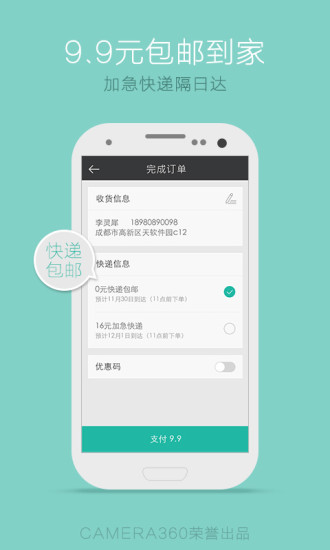 9.9元包邮到家
加急快递隔日达
完成订单
收货信息
李灵犀 18980890098
成都市高新区天软件园c12
快递
包邮
快递信息
0元快递包邮
预计11月30日到达（11点前下单）
16元加急快递
预计12月1日到达（11点前下单）
优惠码
支付 9.9
CAMERA360荣誉出品